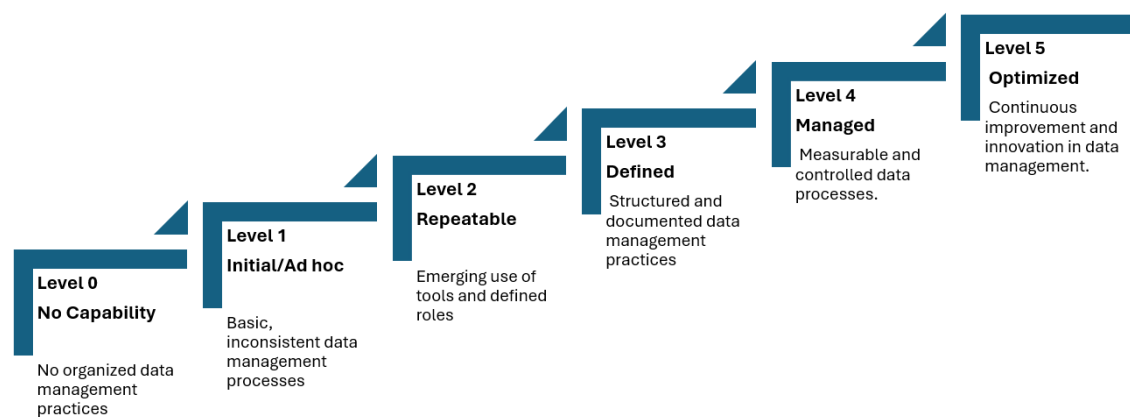 Level 0
No Capability
No organized data
management
practices
Level 1
Initial/Ad hoc
Basic,
inconsistent data
management
processes
Level 2
Repeatable
Emerging use of
tools and defined
roles
Level 3
Defined
Structured and
documented data
management
practices
Level 4
Managed
Measurable and
controlled data
processes.
Level 5
Optimized
Continuous
improvement and
innovation in data
management.